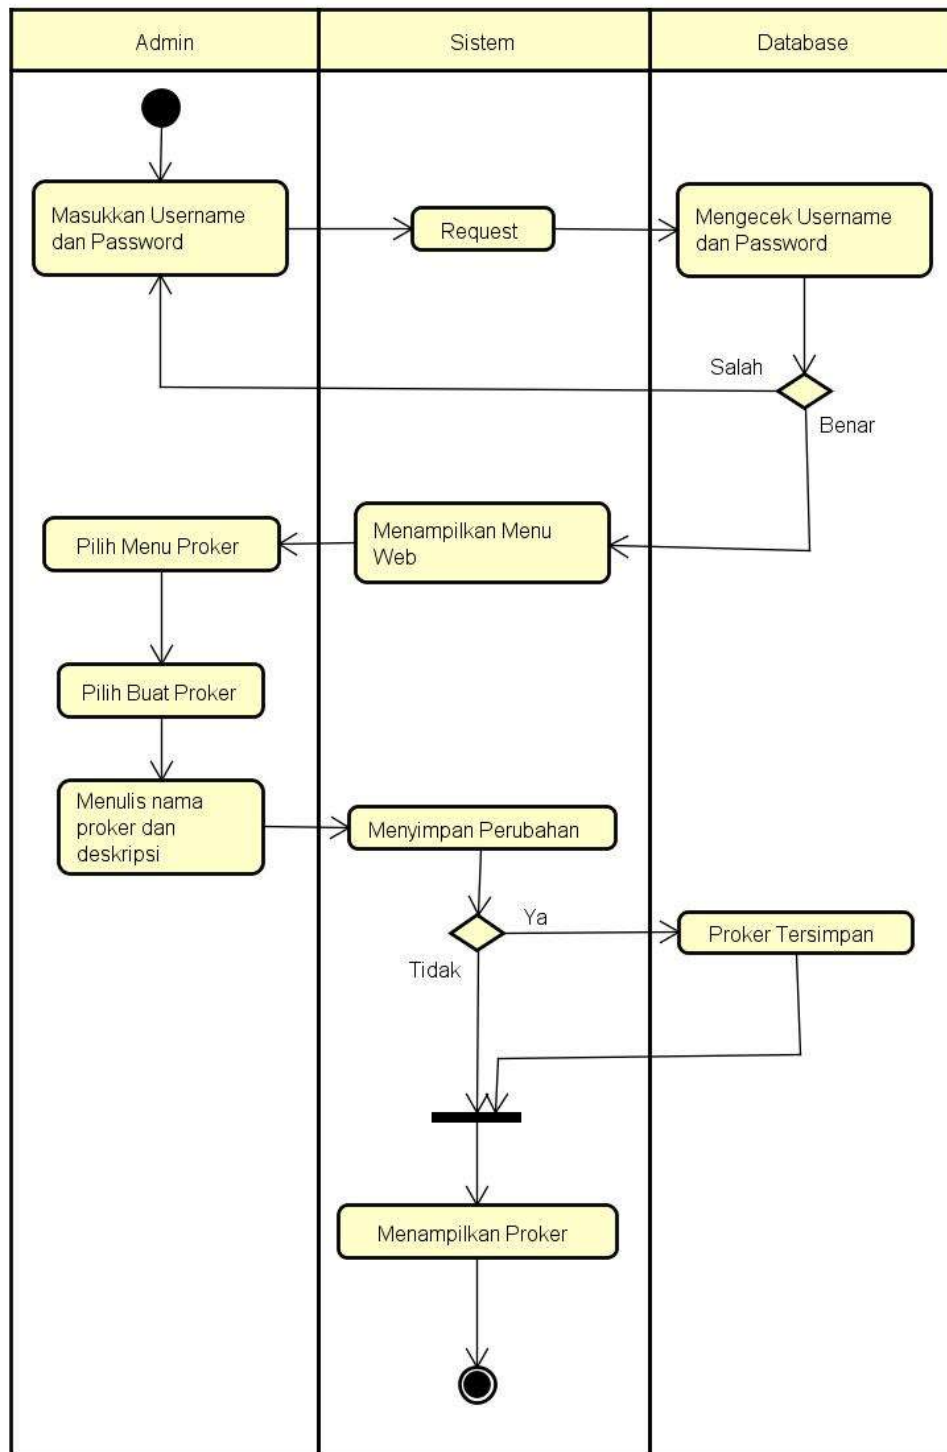 Admin
Sistem
Database
Masukkan Username
dan Password
Request
Mengecek Username
dan Password
Salah
Benar
Menampilkan Menu
Web
Pilih Menu Proker
Pilih Buat Proker
Menulis nama
proker dan
deskripsi
Menyimpan Perubahan
Ya
Proker Tersimpan
Tidak
Menampilkan Proker